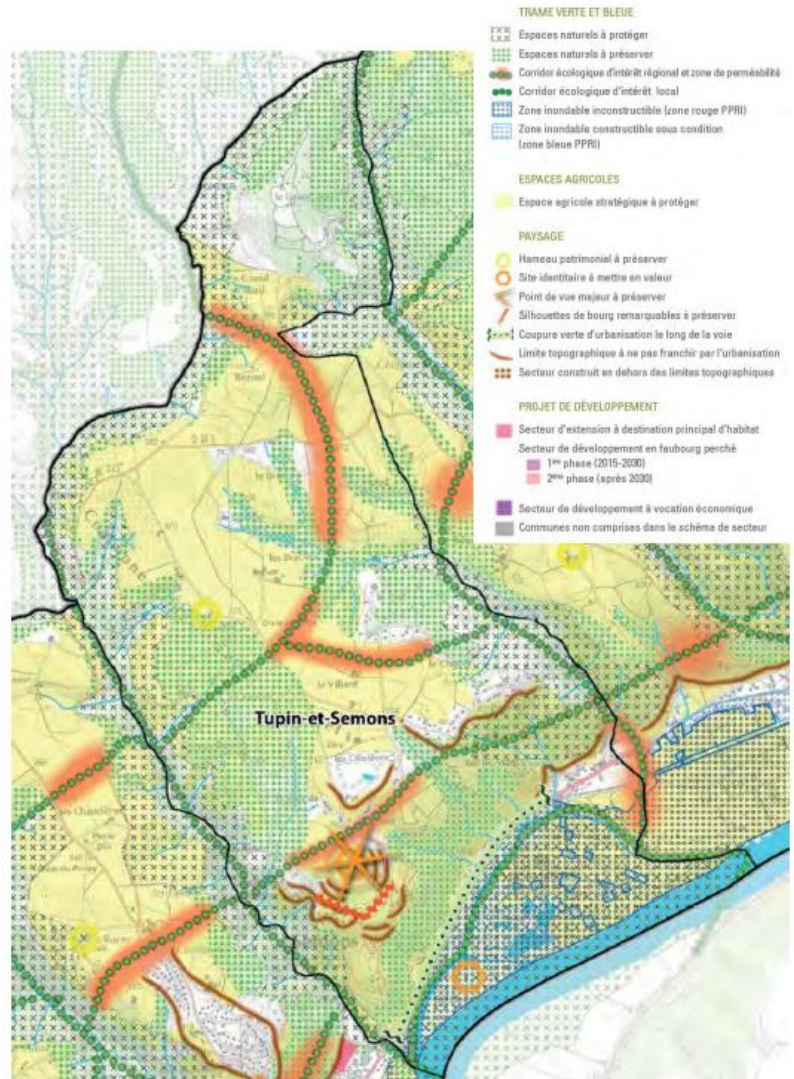 TRAME VERTE ET BLEUE
Espaces naturels à protéger
Espaces naturels à préserver
Corridor écologique d'intérêt régional et zone de perméabilité
Corridor écologique d'intérêt local
Zone inondable inconstructible (zone rouge PPRI)
Zone inondable constructible sous condition
(zone bleue PPRI)
ESPACES AGRICOLES
Espace agricole stratégique à protéger
PAYSAGE
Hameau patrimonial à préserver
Site identitaire à mettre en valeur
Point de vue majeur à préserver
Silhouettes de bourg remarquables à préserver
Coupure verte d'urbanisation le long de la voie
Limite topographique à ne pas franchir par l'urbanisation
Secteur construit en dehors des limites topographiques
PROJET DE DÉVELOPPEMENT
Secteur d'extension à destination principal d'habitat
Secteur de développement en faubourg perché
1ère phase (2015-2030)
2ème phase (après 2030)
Secteur de développement à vocation économique
Communes non comprises dans le schéma de secteur
le Villard
Tupin-et-Semons